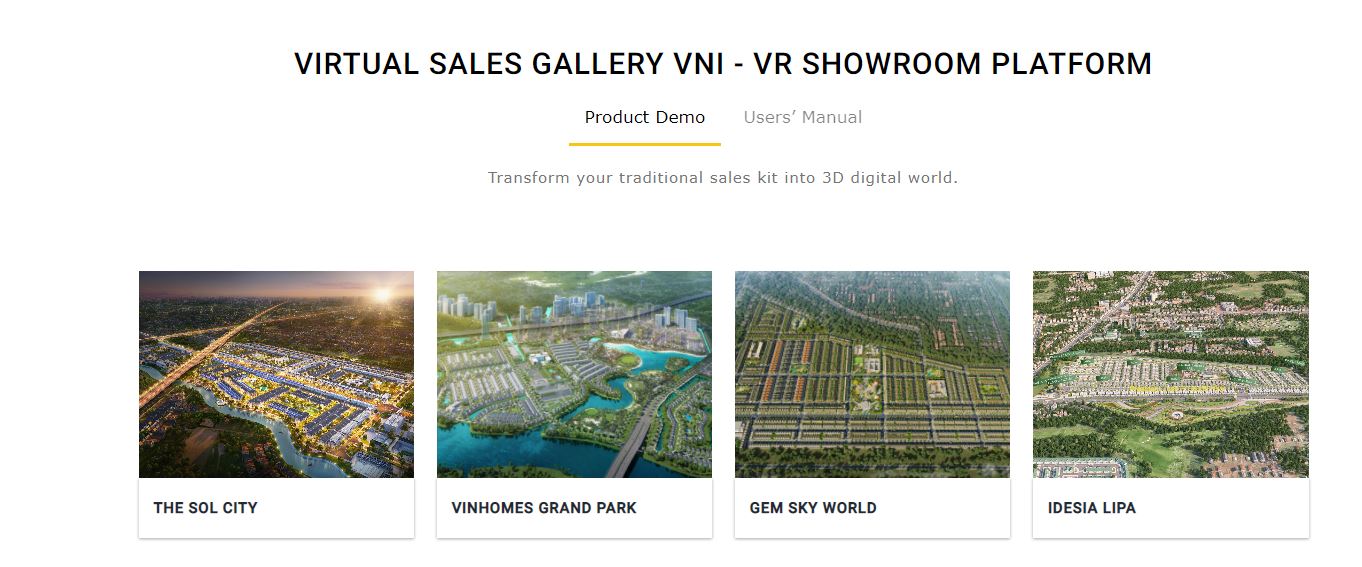 VIRTUAL SALES GALLERY VNI - VR SHOWROOM PLATFORM
Product Demo
Users’ Manual
Transform your traditional sales kit into 3D digital world.
THE SOL CITY
VINHOMES GRAND PARK
GEM SKY WORLD
IDESIA LIPA